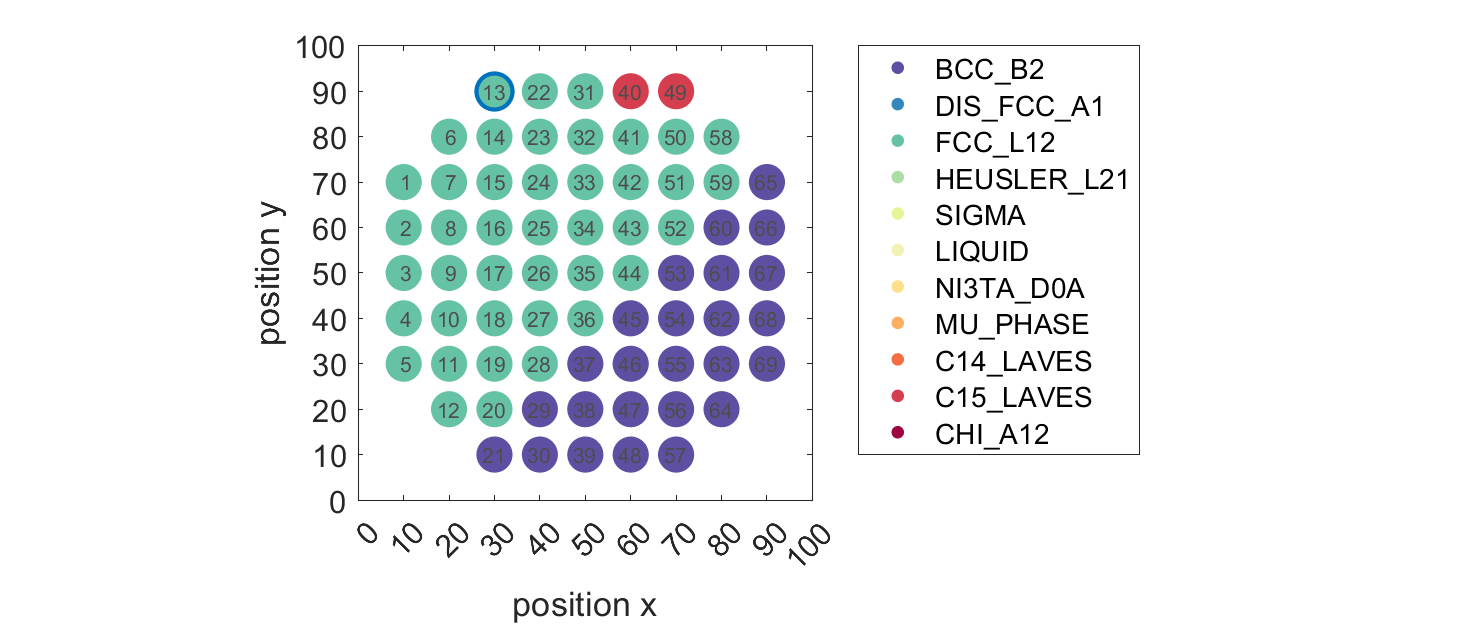 100
90
80
70
60
50
40
30
20
10
0
position y
13 22 31 40 49
6 14 23 32 41 50 58
1 7 15 24 33 42 51 59 65
2 8 16 25 34 43 52 60 66
3 9 17 26 35 44 53 61 67
4 10 18 27 36 45 54 62 68
5 11 19 28 37 46 55 63 69
12 20 29 38 47 56 64
21 30 39 48 57
0 10 20 30 40 50 60 70 80 90 100
position x
BCC_B2
DIS_FCC_A1
FCC_L12
HEUSLER_L21
SIGMA
LIQUID
NI3TA_D0A
MU_PHASE
C14_LAVES
C15_LAVES
CHI_A12